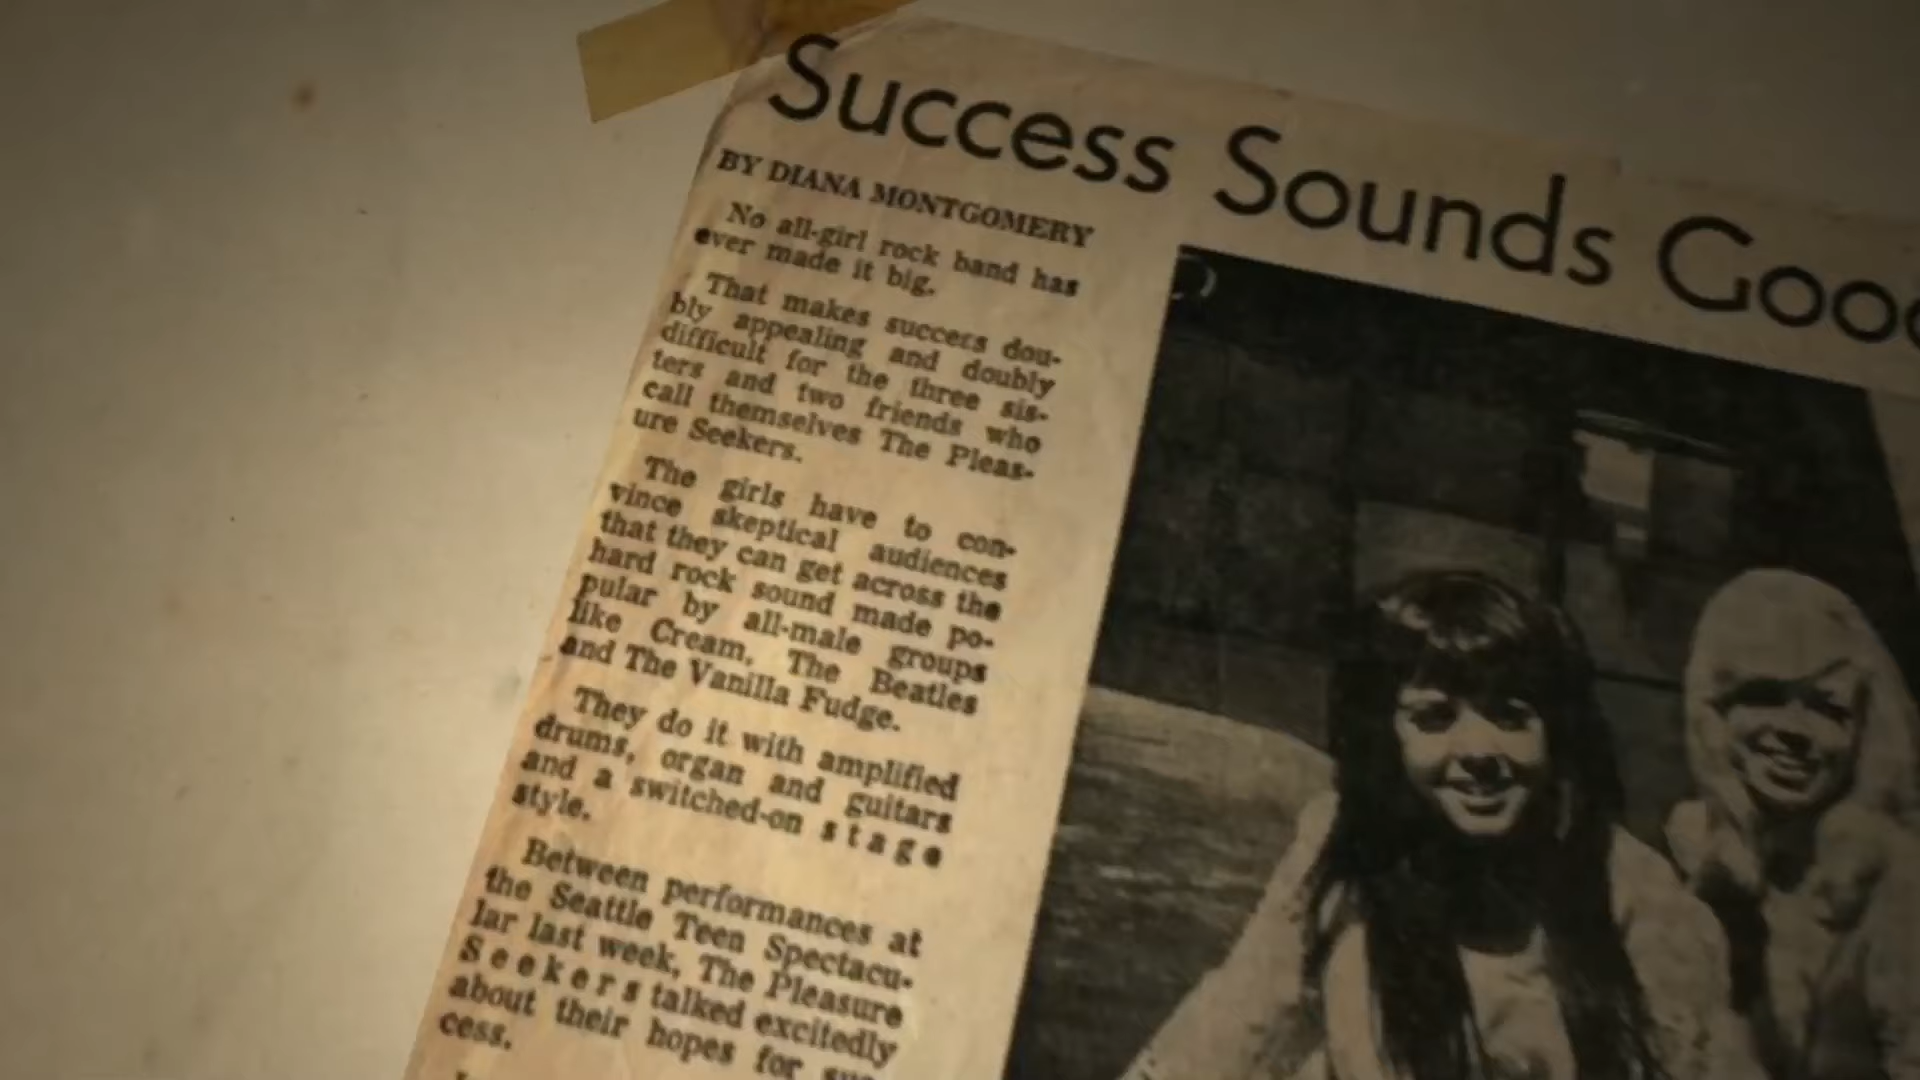 Success Sounds Good
BY DIANA MONTGOMERY
No all-girl rock band has
ever made it big.
That makes success dou-
bly appealing and doubly
difficult for the three sis-
ters and two friends who
call themselves The Pleas-
ure Seekers.
The girls have to con-
vince skeptical audiences
that they can get across the
hard rock sound made po-
pular by all-male groups
like Cream, The Beatles
and The Vanilla Fudge.
They do it with amplified
drums, organ and guitars
and a switched-on stage
style.
Between performances at
the Seattle Teen Spectacu-
lar last week, The Pleasure
Seekers talked excitedly
about their hopes for suc-
cess.